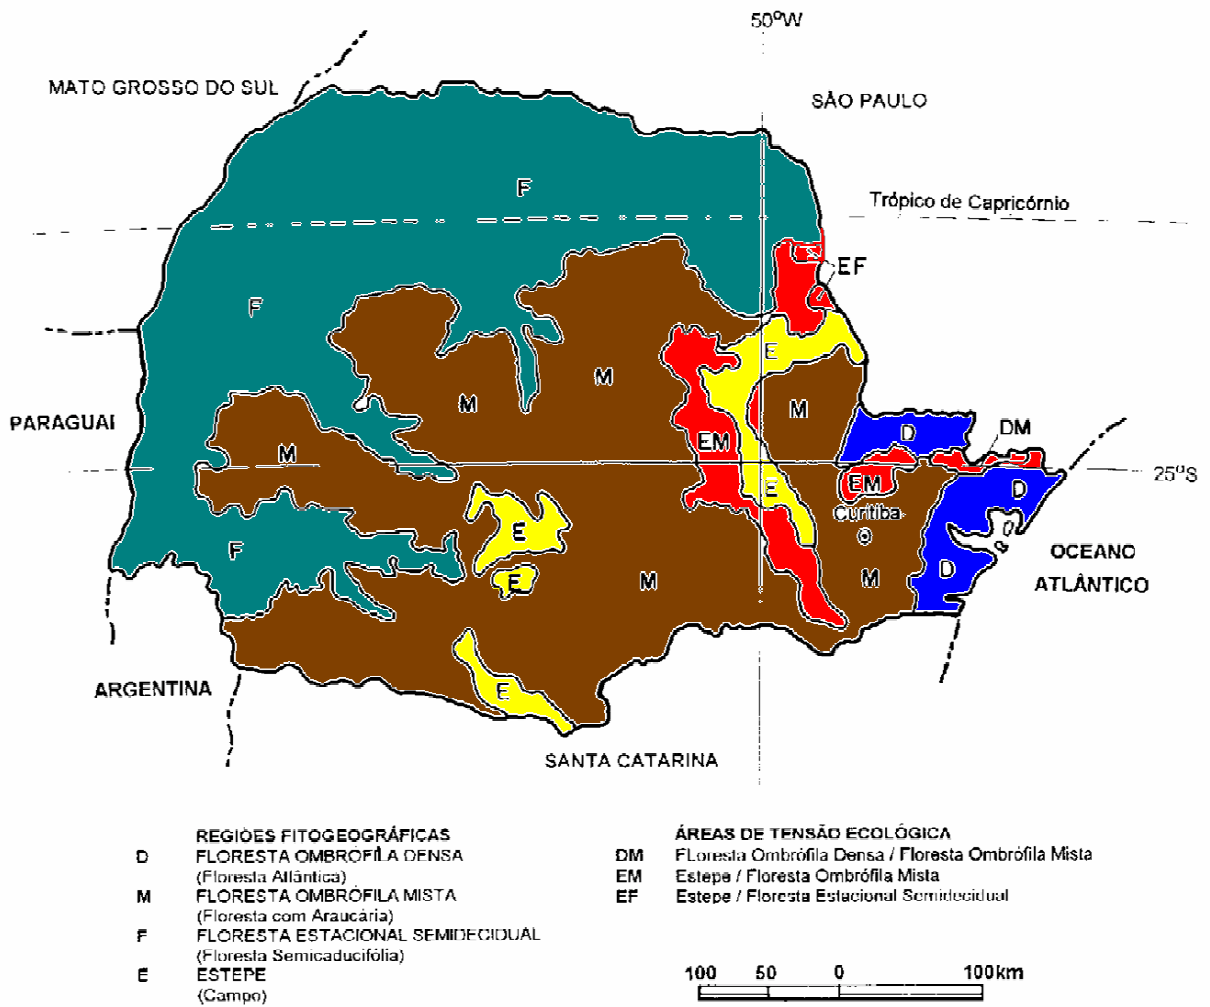 50ºW
MATO GROSSO DO SUL
SÃO PAULO
F
Trópico de Capricórnio
EF
F
E
M
M
M
PARAGUAI
D
DM
M
EM
25ºS
E
EM
D
Curitiba
E
F
OCEANO
ATLÂNTICO
E
M
M
D
ARGENTINA
E
SANTA CATARINA
REGIÕES FITOGEOGRÁFICAS
D FLORESTA OMBRÓFILA DENSA
(Floresta Atlântica)
M FLORESTA OMBRÓFILA MISTA
(Floresta com Araucária)
F FLORESTA ESTACIONAL SEMIDECIDUAL
(Floresta Semicaducifólia)
E ESTEPE
(Campo)
ÁREAS DE TENSÃO ECOLÓGICA
DM FLoresta Ombrófila Densa / Floresta Ombrófila Mista
EM Estepe / Floresta Ombrófila Mista
EF Estepe / Floresta Estacional Semidecidual
100 50 0 100km